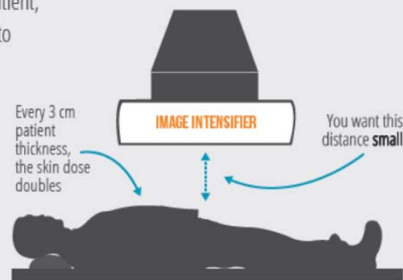 to
IMAGE INTENSIFIER
Every 3 cm
patient
thickness,
the skin dose
doubles
You want this
distance small